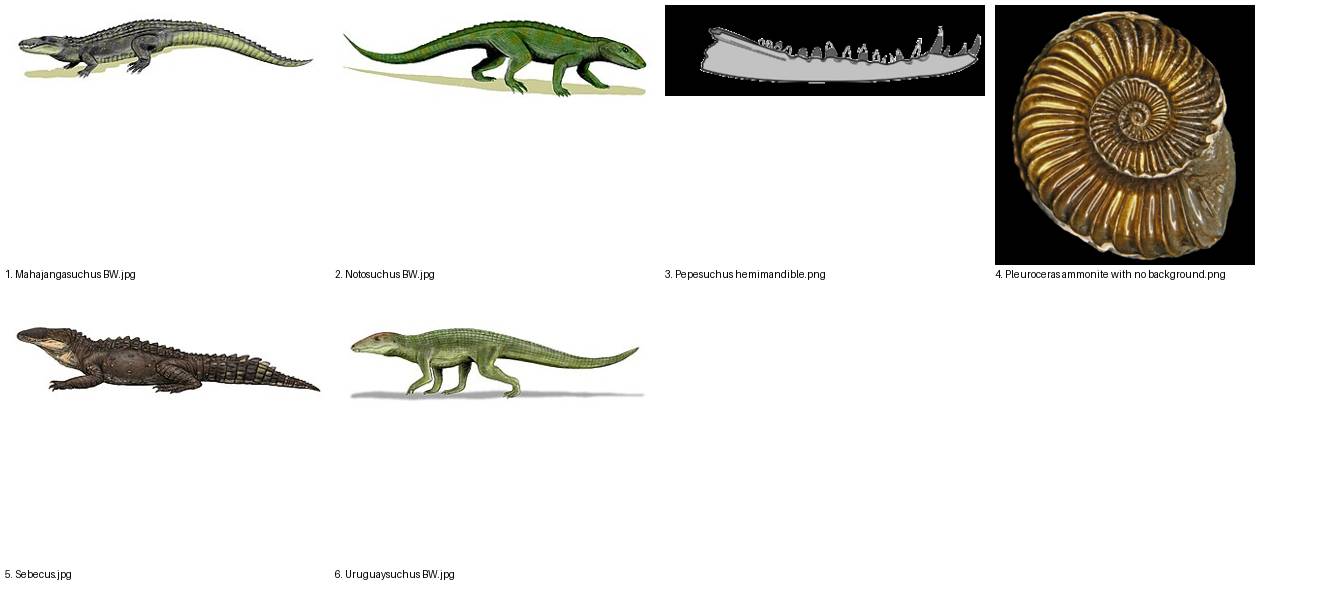 1. Mahajangasuchus BW.jpg
2. Notosuchus BW.jpg
3. Pepesuchus hemimandible.png
4. Pleuroceras ammonite with no background.png
5. Sebecus.jpg
6. Uruguaysuchus BW.jpg